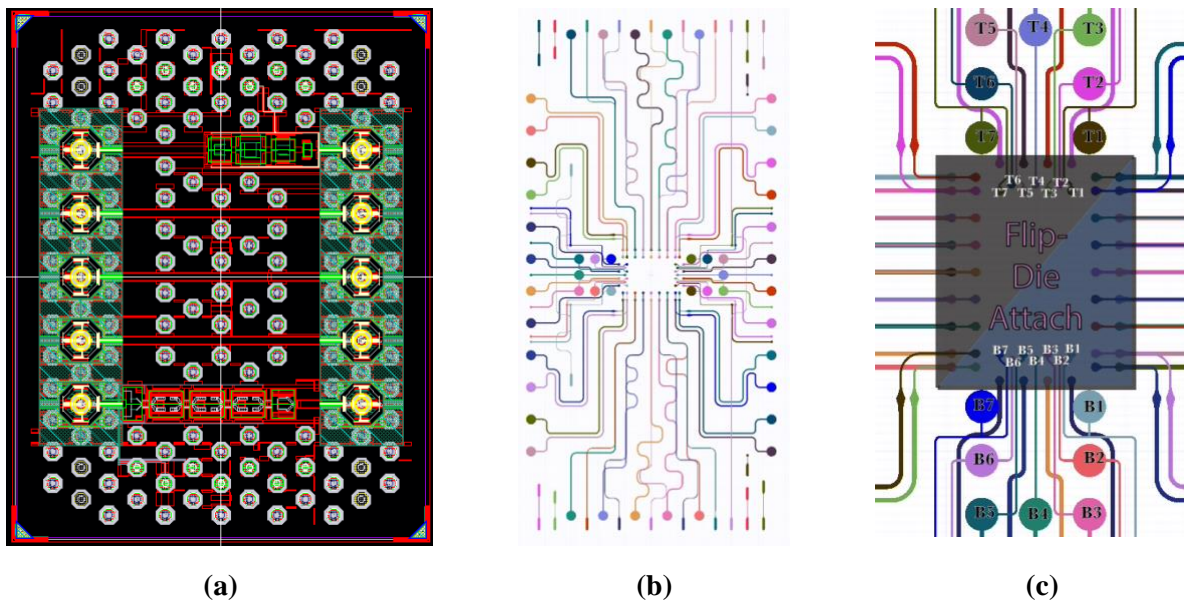 T5 T4 T3
T6 T2
T7 T1
T6 T4 T2
T7 T5 T3 T1
Flip-
Die
Attach
B7 B5 B3 B1
B6 B4 B2
B7 B1
B6 B2
B5 B4 B3
(a) (b) (c)